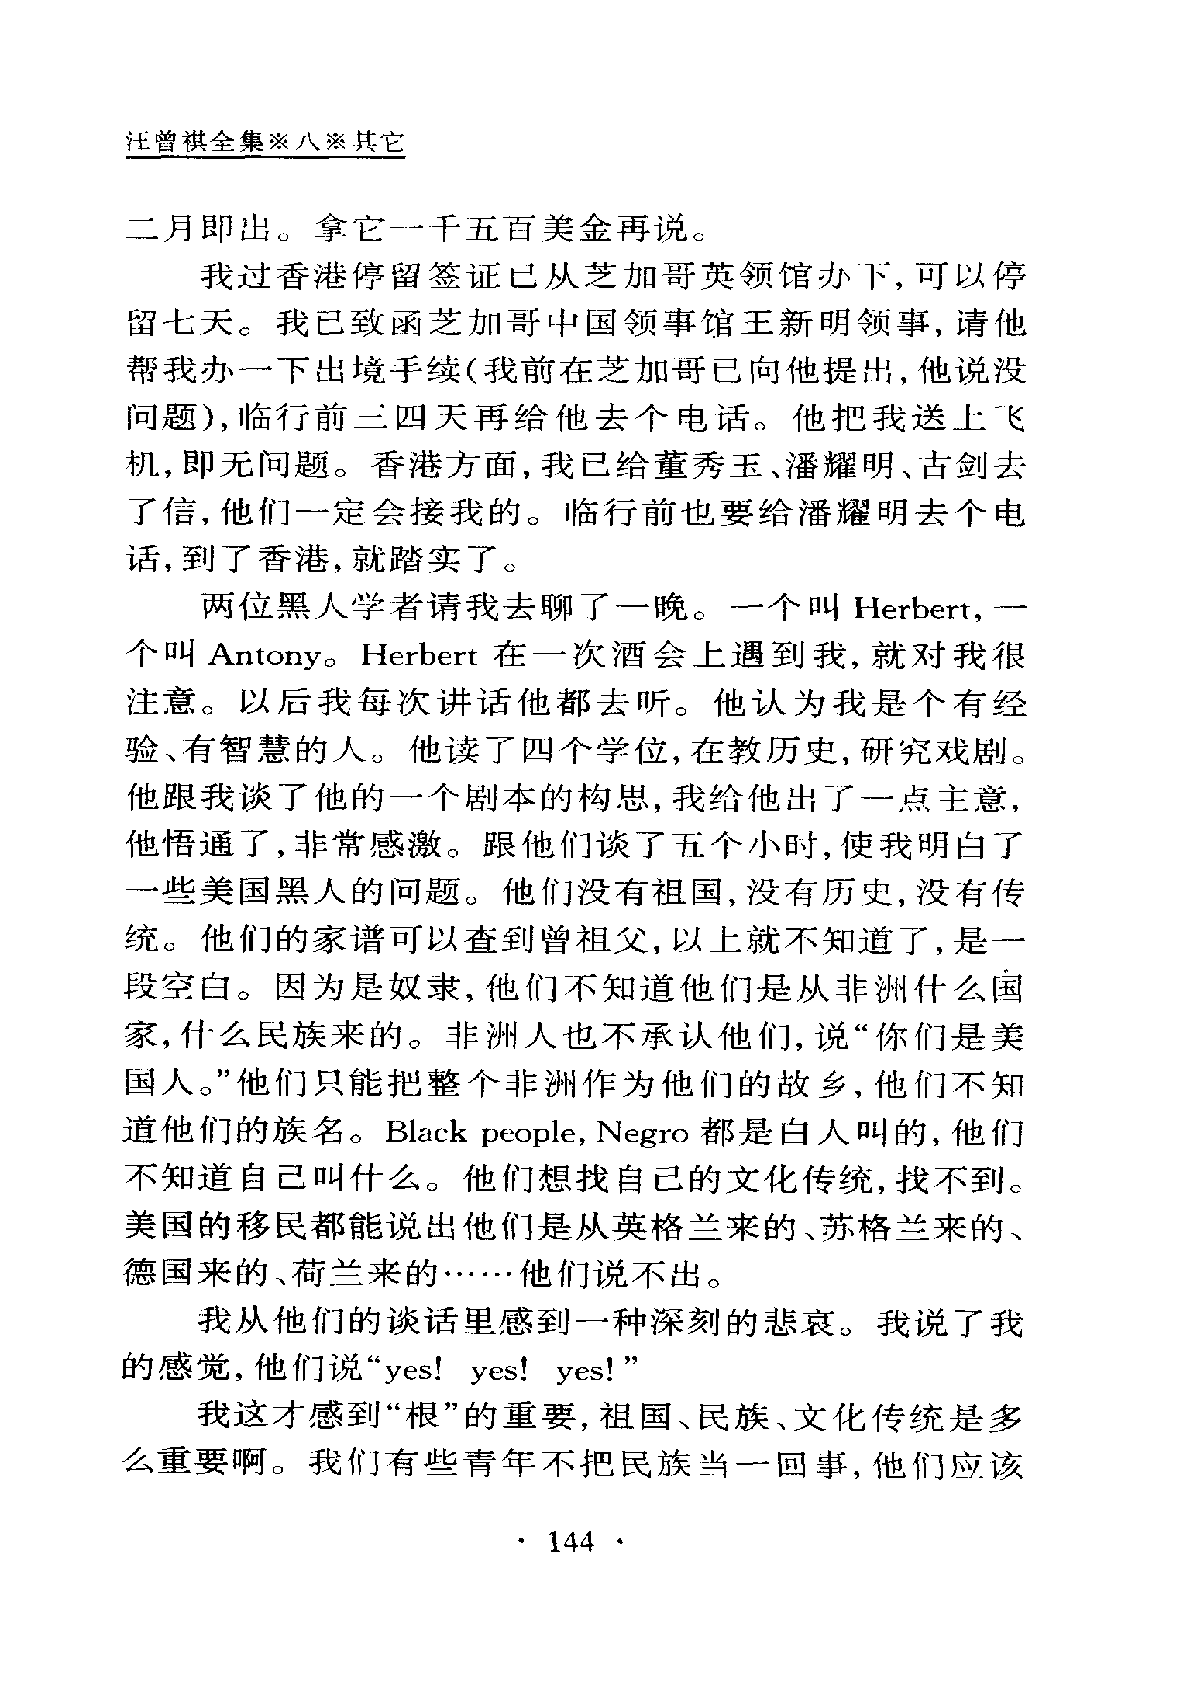 汪曾祺全集※八※其它
二月即出。拿它一千五百美金再说。
我过香港停留签证已从芝加哥英领馆办下,可以停
留七天。我已致函芝加哥中国领事馆王新明领事,请他
帮我办一下出境手续(我前在芝加哥已向他提出,他说没
问题),临行前三四天再给他去个电话。他把我送上飞
机,即无问题。香港方面,我已给董秀玉、潘耀明、古剑去
了信,他们一定会接我的。临行前也要给潘耀明去个电
话,到了香港,就踏实了。
两位黑人学者请我去聊了一晚。一个叫 Herbert,一
个叫 Antony。Herbert 在一次酒会上遇到我,就对我很
注意。以后我每次讲话他都去听。他认为我是个有经
验、有智慧的人。他读了四个学位,在教历史,研究戏剧。
他跟我谈了他的一个剧本的构思,我给他出了一点主意,
他悟通了,非常感激。跟他们谈了五个小时,使我明白了
一些美国黑人的问题。他们没有祖国,没有历史,没有传
统。他们的家谱可以查到曾祖父,以上就不知道了,是一
段空白。因为是奴隶,他们不知道他们是从非洲什么国
家,什么民族来的。非洲人也不承认他们,说“你们是美
国人。”他们只能把整个非洲作为他们的故乡,他们不知
道他们的族名。Black people, Negro 都是白人叫的,他们
不知道自己叫什么。他们想找自己的文化传统,找不到。
美国的移民都能说出他们是从英格兰来的、苏格兰来的、
德国来的、荷兰来的……他们说不出。
我从他们的谈话里感到一种深刻的悲哀。我说了我
的感觉,他们说“yes! yes! yes!”
我这才感到“根”的重要,祖国、民族、文化传统是多
么重要啊。我们有些青年不把民族当一回事,他们应该
· 144 ·